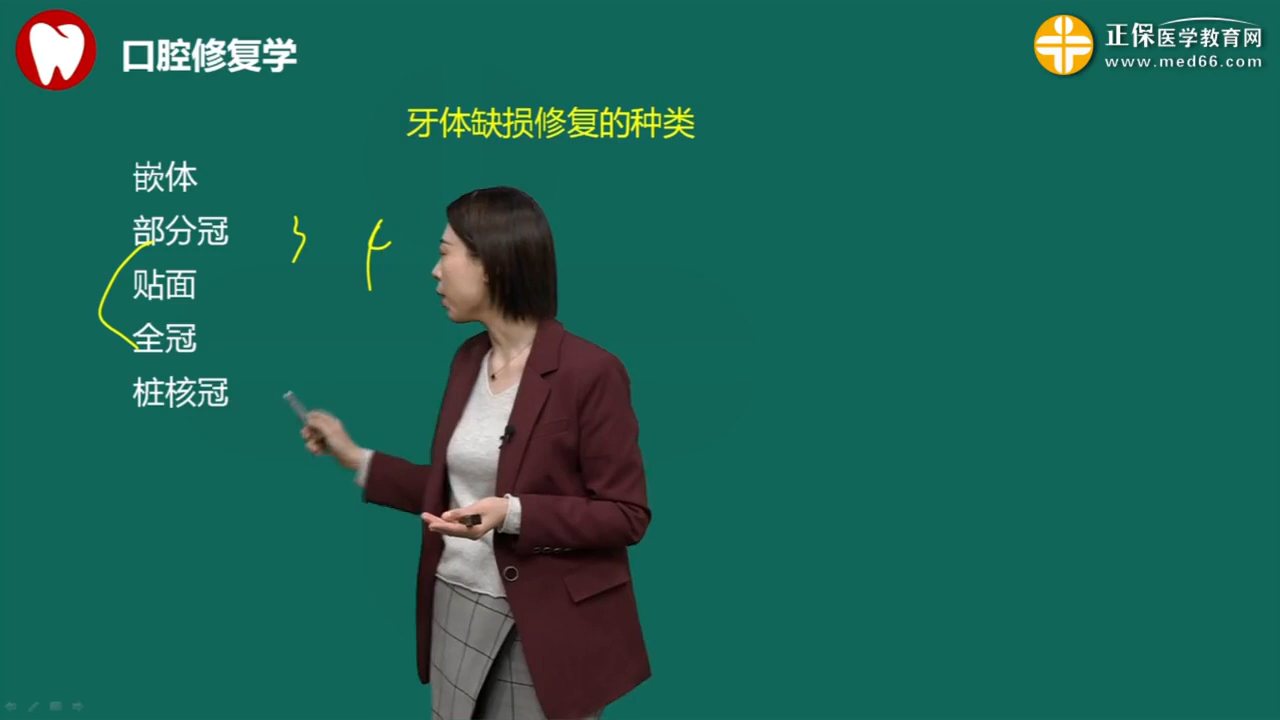 口腔修复学
正保医学教育网
www.med66.com
牙体缺损修复的种类
嵌体
部分冠
贴面
全冠
桩核冠